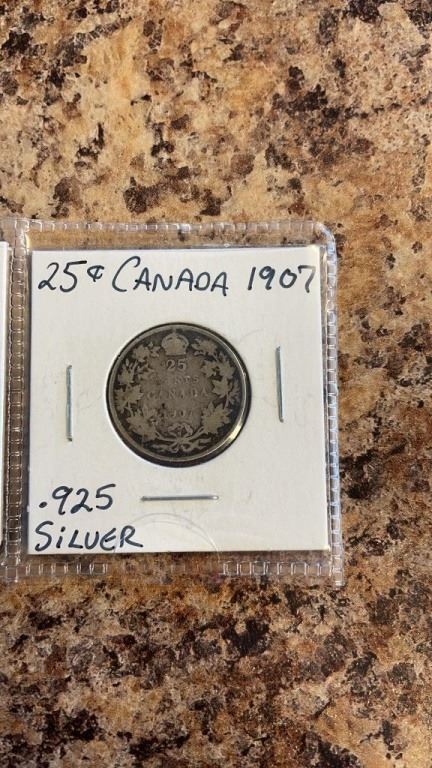 25¢ CANADA 1907
25
CENTS
CANADA
1907
.925
SILVER